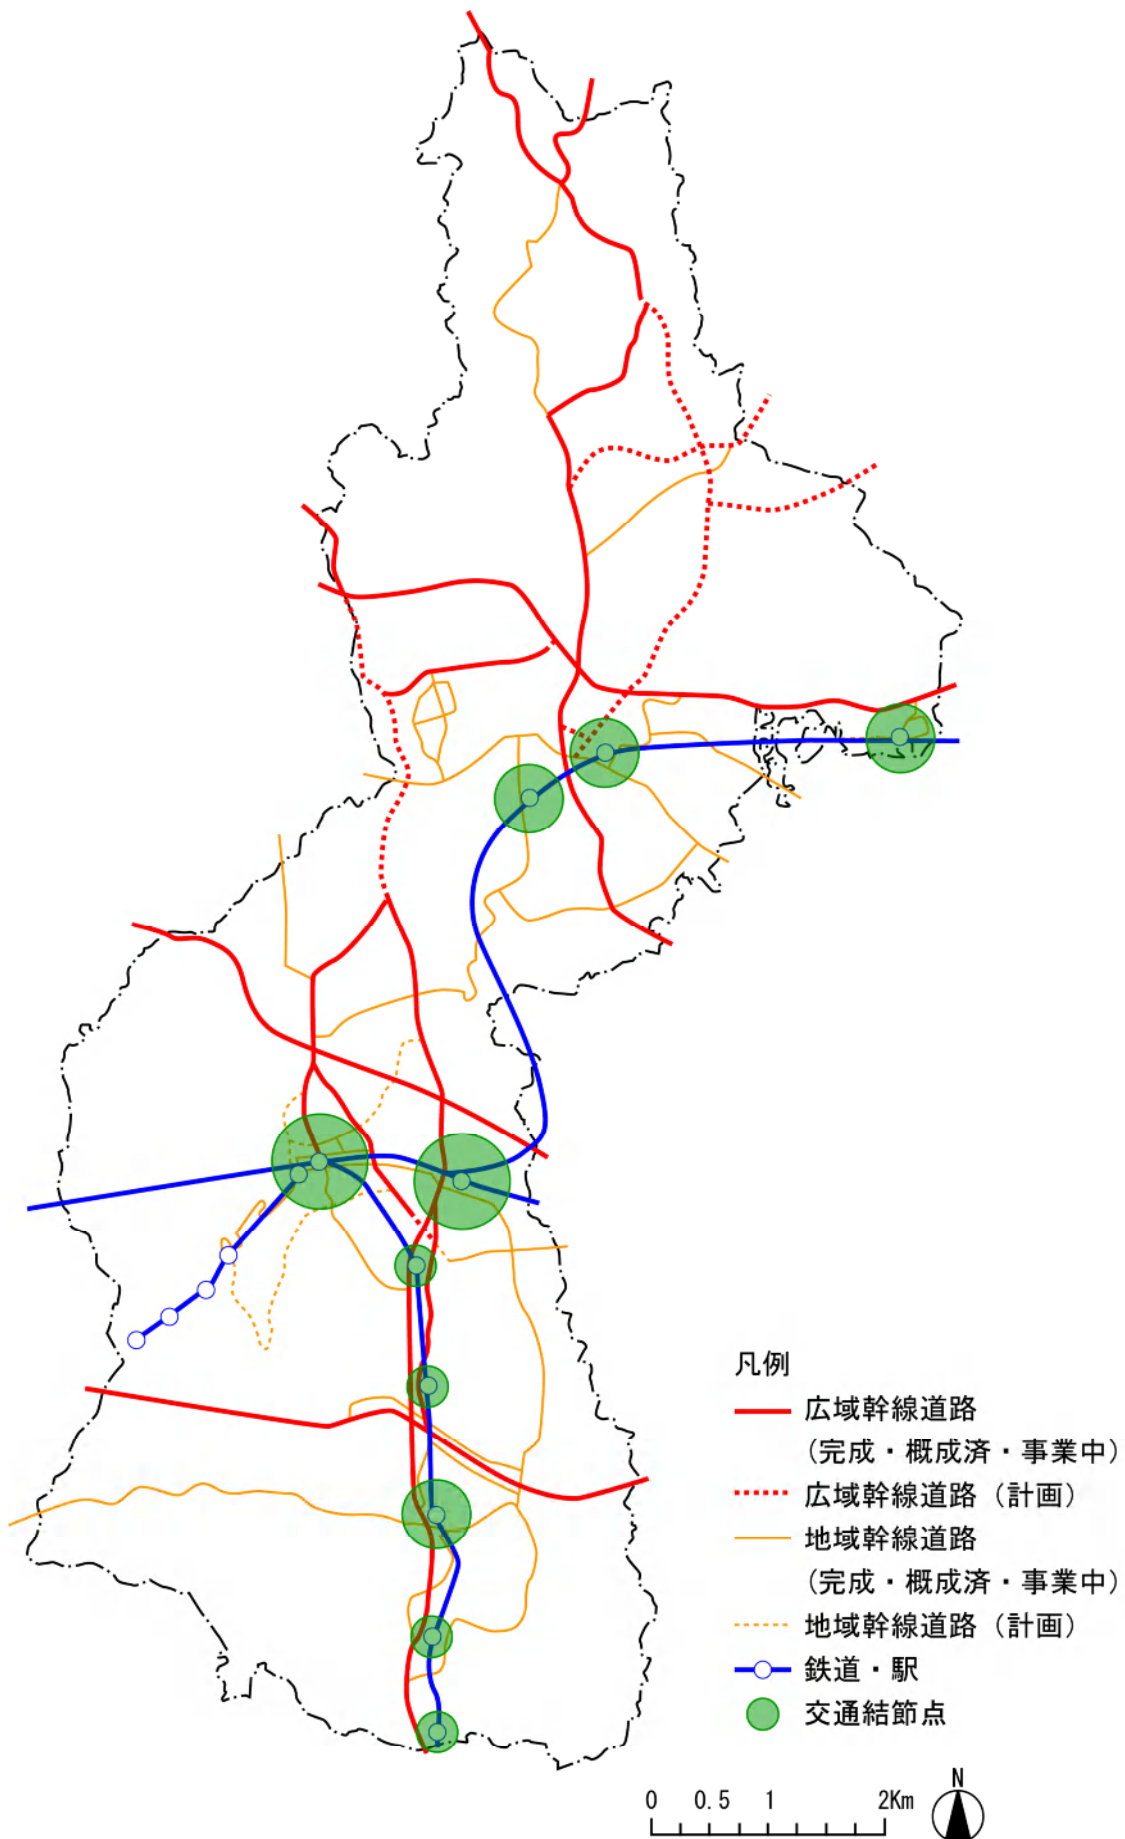 凡例
広域幹線道路
(完成・概成済・事業中)
広域幹線道路（計画）
地域幹線道路
(完成・概成済・事業中)
地域幹線道路（計画）
鉄道・駅
交通結節点
0 0.5 1 2Km
N